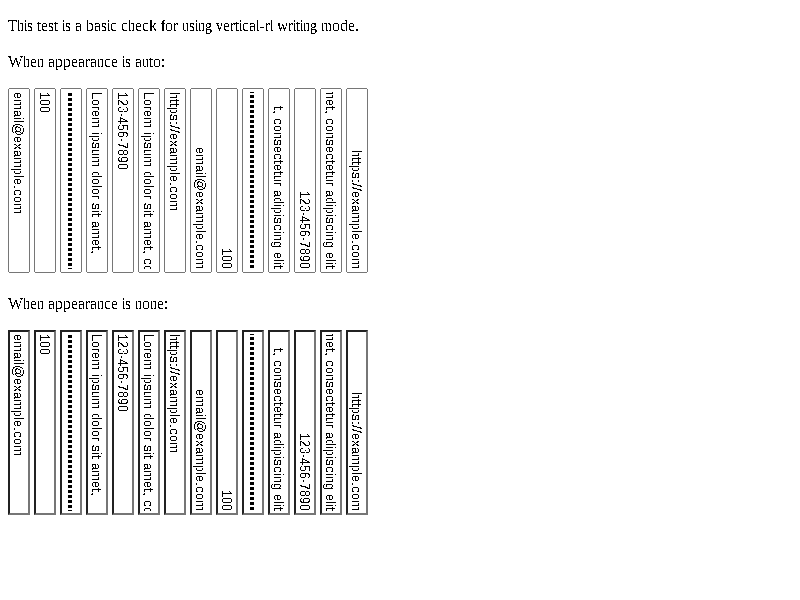 This test is a basic check for using vertical-rl writing mode.
When appearance is auto:
email@example.com
100
Lorem ipsum dolor sit amet,
123-456-7890
Lorem ipsum dolor sit amet, cc
https://example.com
email@example.com
100
t, consectetur adipiscing elit
123-456-7890
net, consectetur adipiscing elit
https://example.com
When appearance is none:
email@example.com
100
Lorem ipsum dolor sit amet,
123-456-7890
Lorem ipsum dolor sit amet, cc
https://example.com
email@example.com
100
t, consectetur adipiscing elit
123-456-7890
net, consectetur adipiscing elit
https://example.com